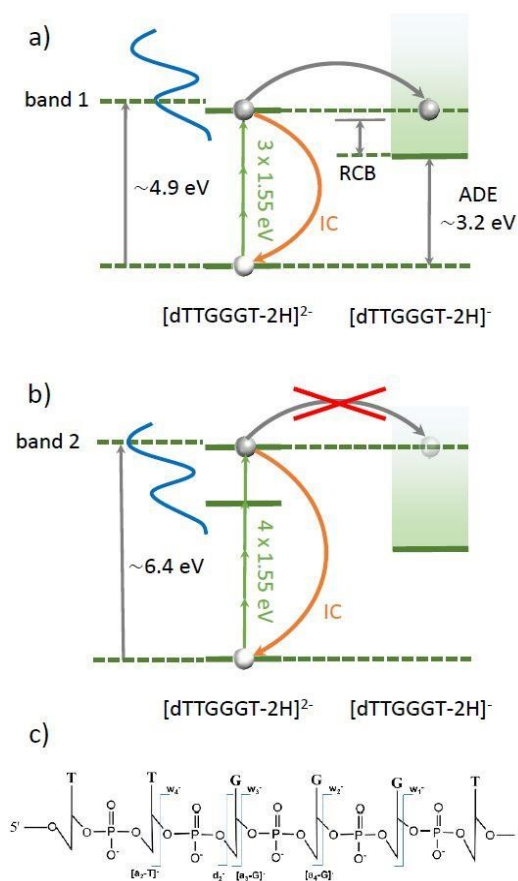 a)
band 1
~4.9 eV
3 x 1.55 eV
IC
RCB
ADE
~3.2 eV
[dTTGGGT-2H]²⁻ [dTTGGGT-2H]⁻
b)
band 2
~6.4 eV
4 x 1.55 eV
IC
[dTTGGGT-2H]²⁻ [dTTGGGT-2H]⁻
c)
T T G G G T
w₄⁻ w₃⁻ w₂⁻ w₁⁻
O O O O O
5' O O P O O P O O P O O P O O P O O
O⁻ O⁻ O⁻ O⁻ O⁻
[a₂-T]⁻ d₂⁻ [a₃-G]⁻ [a₄-G]⁻